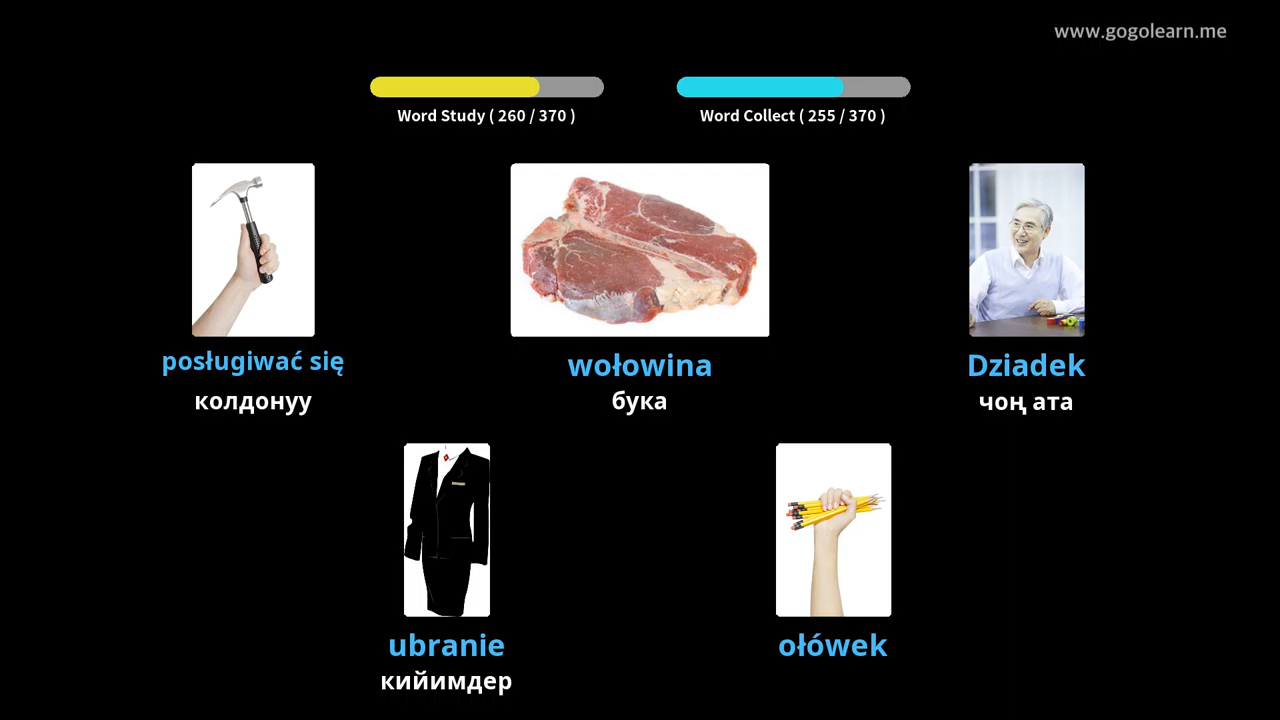 www.gogolearn.me
Word Study ( 260 / 370 )
Word Collect ( 255 / 370 )
posługiwać się
колдонуу
wołowina
бука
Dziadek
чоң ата
ubranie
кийимдер
ołówek